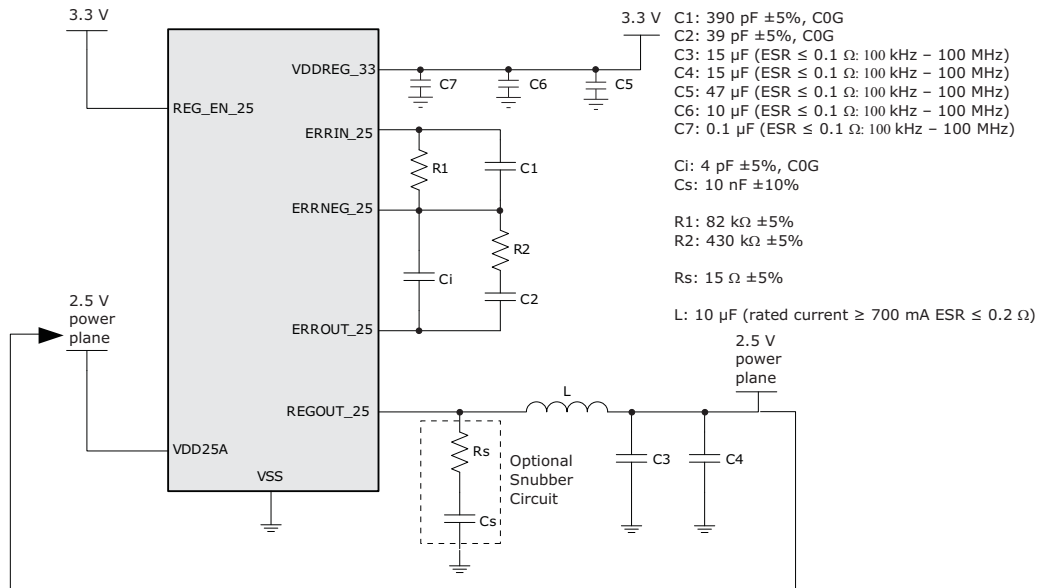 3.3 V
VDDREG_33
C7
C6
C5
3.3 V
REG_EN_25
ERRIN_25
R1
C1
ERRNEG_25
R2
Ci
C2
ERROUT_25
2.5 V
power
plane
REGOUT_25
L
2.5 V
power
plane
VDD25A
VSS
Rs
Cs
Optional
Snubber
Circuit
C3
C4
C1: 390 pF ±5%, C0G
C2: 39 pF ±5%, C0G
C3: 15 µF (ESR ≤ 0.1 Ω: 100 kHz – 100 MHz)
C4: 15 µF (ESR ≤ 0.1 Ω: 100 kHz – 100 MHz)
C5: 47 µF (ESR ≤ 0.1 Ω: 100 kHz – 100 MHz)
C6: 10 µF (ESR ≤ 0.1 Ω: 100 kHz – 100 MHz)
C7: 0.1 µF (ESR ≤ 0.1 Ω: 100 kHz – 100 MHz)
Ci: 4 pF ±5%, C0G
Cs: 10 nF ±10%
R1: 82 kΩ ±5%
R2: 430 kΩ ±5%
Rs: 15 Ω ±5%
L: 10 µF (rated current ≥ 700 mA ESR ≤ 0.2 Ω)